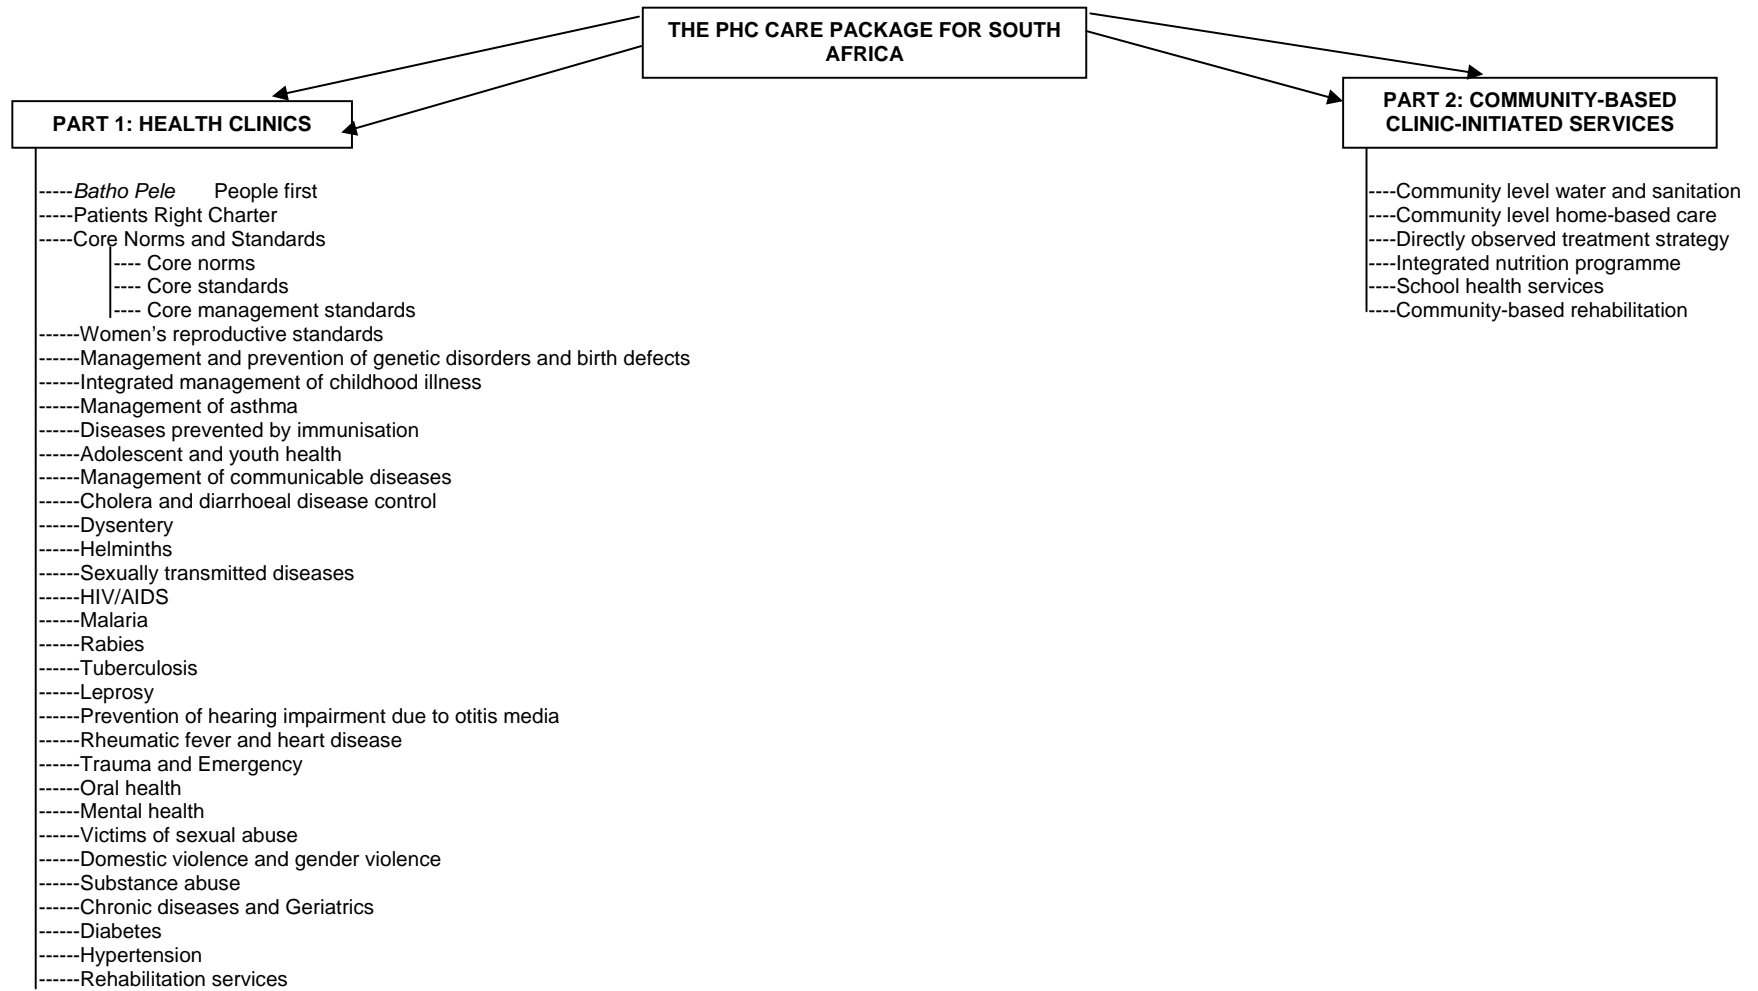 THE PHC CARE PACKAGE FOR SOUTH
AFRICA
PART 1: HEALTH CLINICS
-----Batho Pele People first
-----Patients Right Charter
-----Core Norms and Standards
---- Core norms
---- Core standards
---- Core management standards
------Women’s reproductive standards
------Management and prevention of genetic disorders and birth defects
------Integrated management of childhood illness
------Management of asthma
------Diseases prevented by immunisation
------Adolescent and youth health
------Management of communicable diseases
------Cholera and diarrhoeal disease control
------Dysentery
------Helminths
------Sexually transmitted diseases
------HIV/AIDS
------Malaria
------Rabies
------Tuberculosis
------Leprosy
------Prevention of hearing impairment due to otitis media
------Rheumatic fever and heart disease
------Trauma and Emergency
------Oral health
------Mental health
------Victims of sexual abuse
------Domestic violence and gender violence
------Substance abuse
------Chronic diseases and Geriatrics
------Diabetes
------Hypertension
------Rehabilitation services
PART 2: COMMUNITY-BASED
CLINIC-INITIATED SERVICES
----Community level water and sanitation
----Community level home-based care
----Directly observed treatment strategy
----Integrated nutrition programme
----School health services
----Community-based rehabilitation